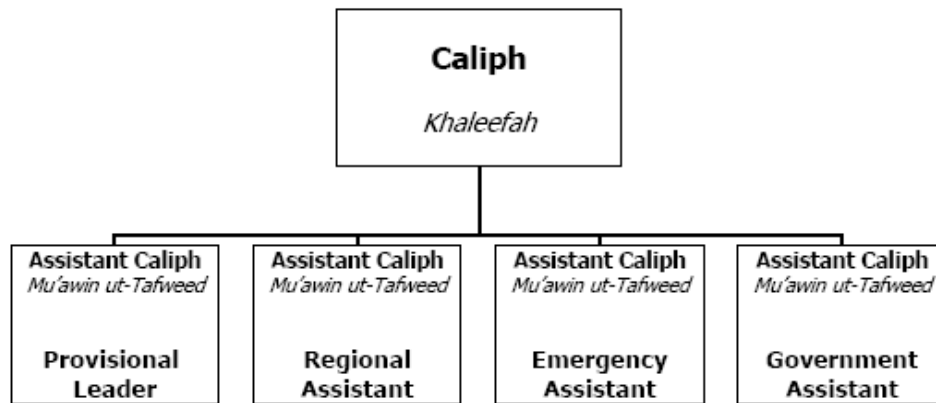 Caliph
Khaleefah
Assistant Caliph
Mu'awin ut-Tafweed
Provisional
Leader
Assistant Caliph
Mu'awin ut-Tafweed
Regional
Assistant
Assistant Caliph
Mu'awin ut-Tafweed
Emergency
Assistant
Assistant Caliph
Mu'awin ut-Tafweed
Government
Assistant